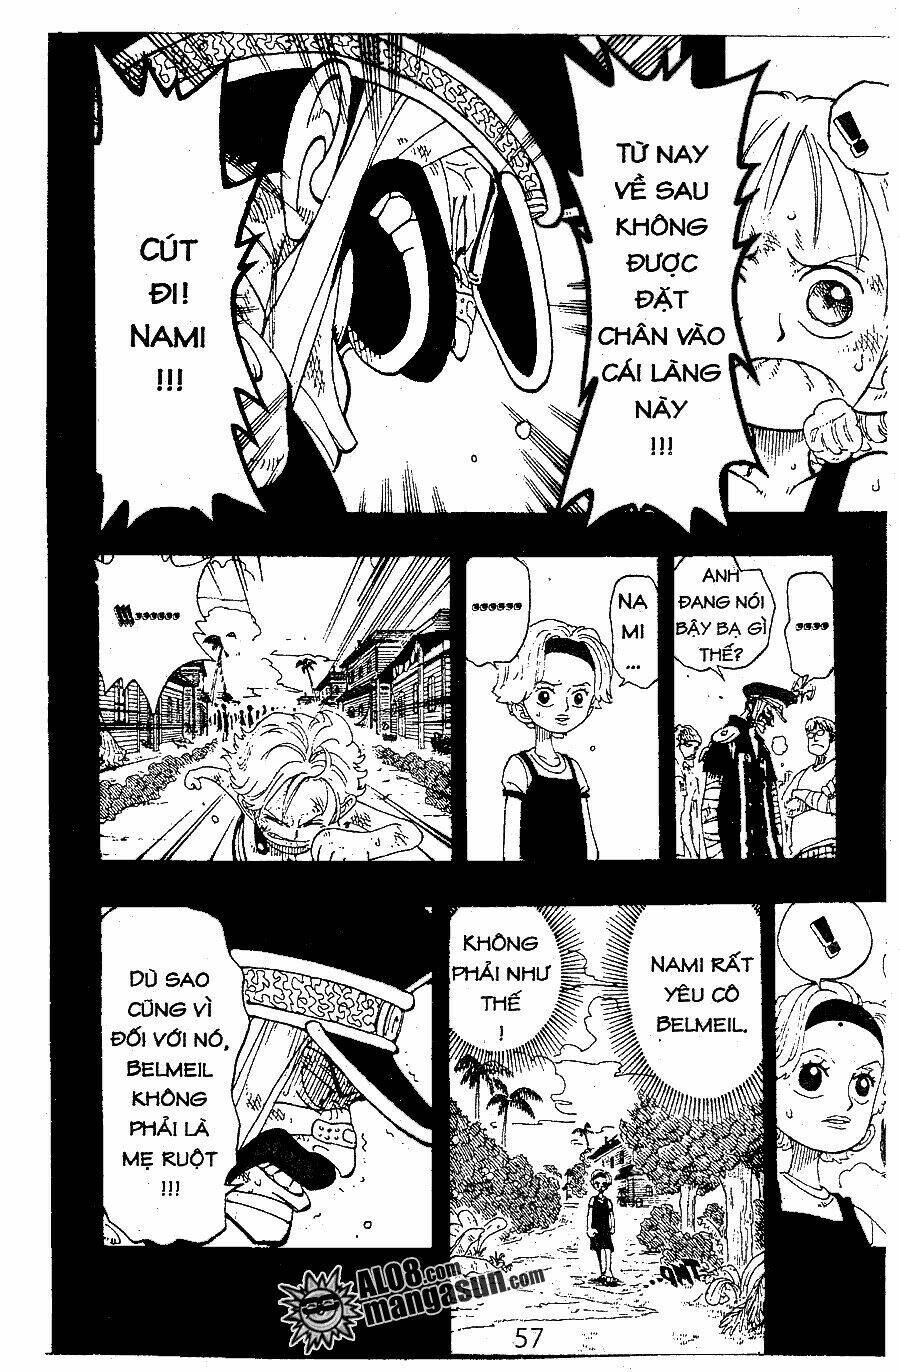 !
TỪ NAY
VỀ SAU
KHÔNG
ĐƯỢC
ĐẶT
CHÂN VÀO
CÁI LÀNG
NÀY
!!!
CÚT
ĐI!
NAMI
!!!
....
ANH
ĐANG NÓI
BẬY BẠ GÌ
THẾ?
NA
MI
...
......
!!!......
!
NAMI RẤT
YÊU CÔ
BELMEIL.
KHÔNG
PHẢI NHƯ
THẾ
!
DÙ SAO
CŨNG VÌ
ĐỐI VỚI NÓ,
BELMEIL
KHÔNG
PHẢI LÀ
MẸ RUỘT
!!!
AL08.com
mangasun.com
57